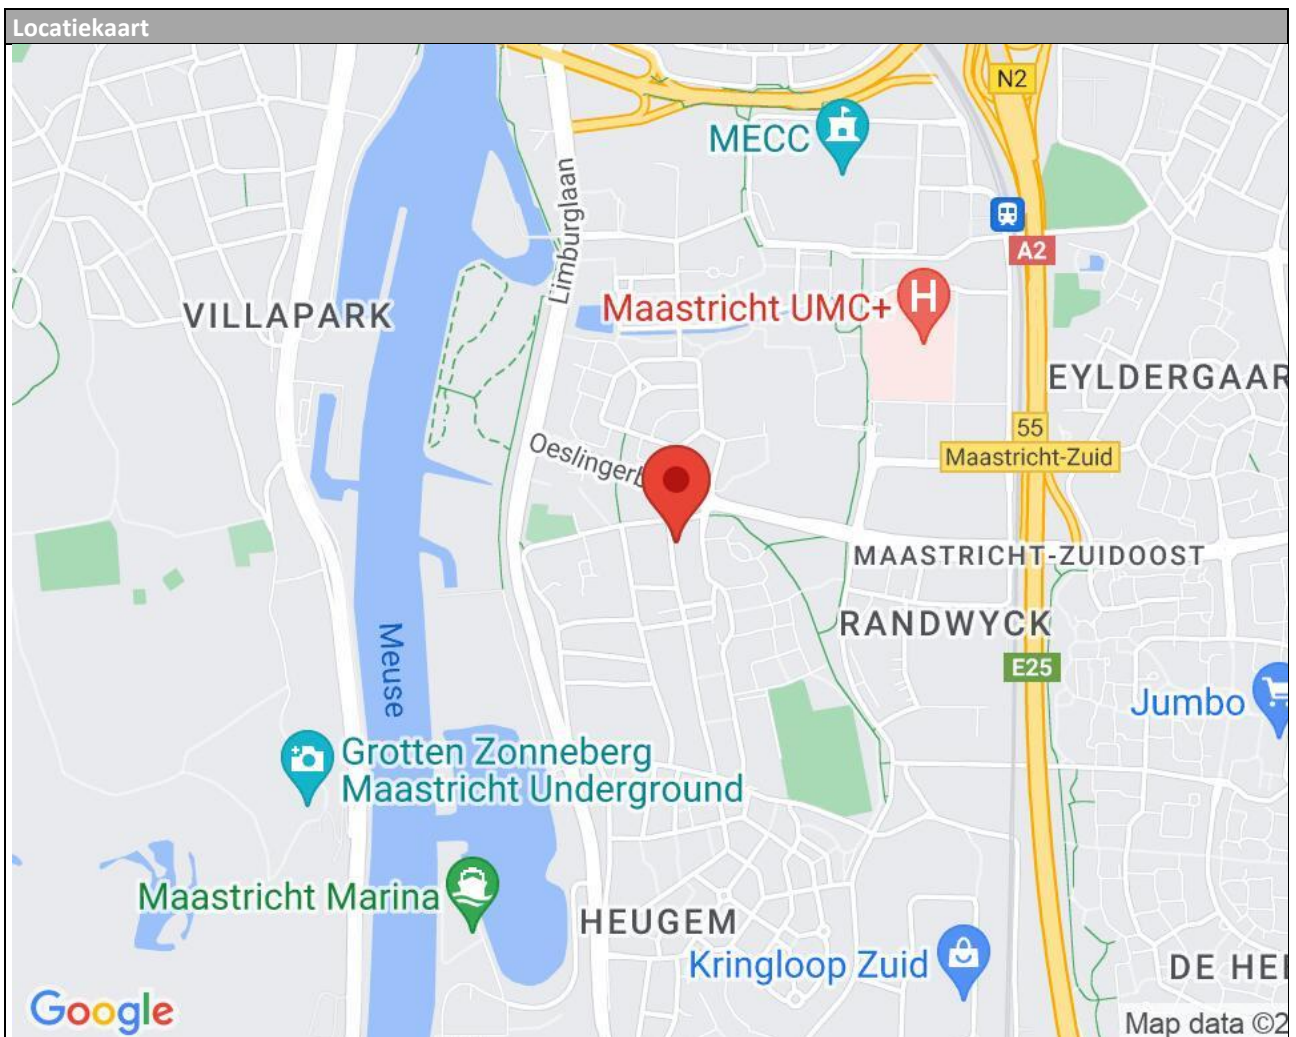 Locatiekaart
N2
MECC
Limburglaan
A2
VILLAPARK
Maastricht UMC+
H
EYLDERGAAR
55
Maastricht-Zuid
Oeslingerb
MAASTRICHT-ZUIDOOST
RANDWYCK
Meuse
E25
Jumbo
Grotten Zonneberg
Maastricht Underground
Maastricht Marina
HEUGEM
Kringloop Zuid
DE HE
Google
Map data ©2